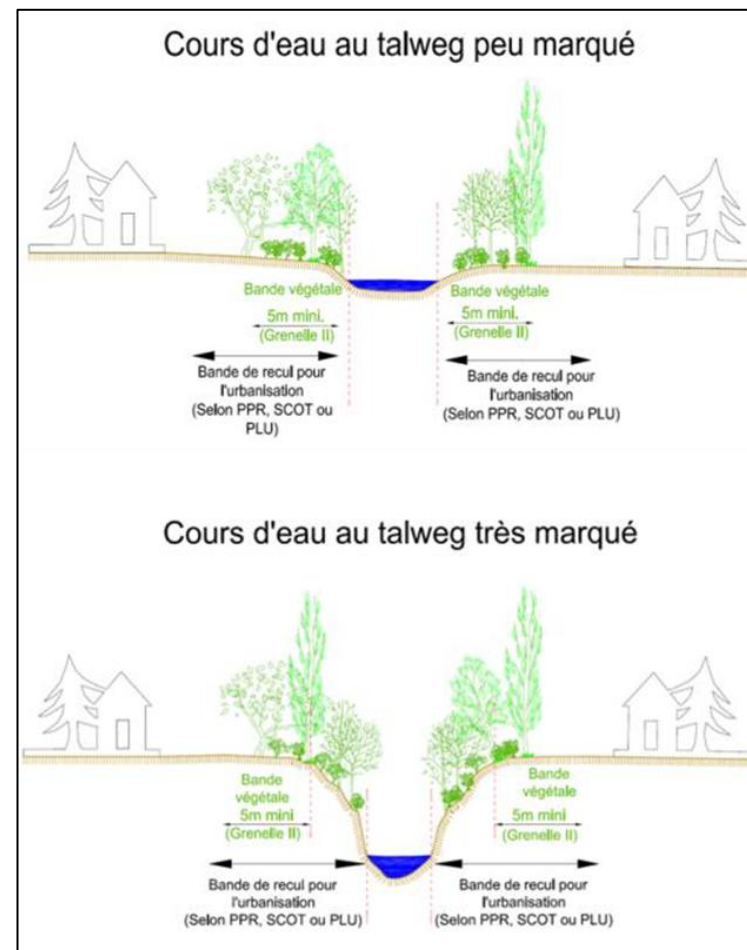 Cours d'eau au talweg peu marqué
Bande végétale
5m mini.
(Grenelle II)
Bande de recul pour
l'urbanisation
(Selon PPR, SCOT ou
PLU)
Bande végétale
5m mini.
(Grenelle II)
Bande de recul pour
l'urbanisation
(Selon PPR, SCOT ou PLU)
Cours d'eau au talweg très marqué
Bande
végétale
5m mini
(Grenelle II)
Bande de recul pour
l'urbanisation
(Selon PPR, SCOT ou PLU)
Bande
végétale
5m mini
(Grenelle II)
Bande de recul pour
l'urbanisation
(Selon PPR, SCOT ou PLU)